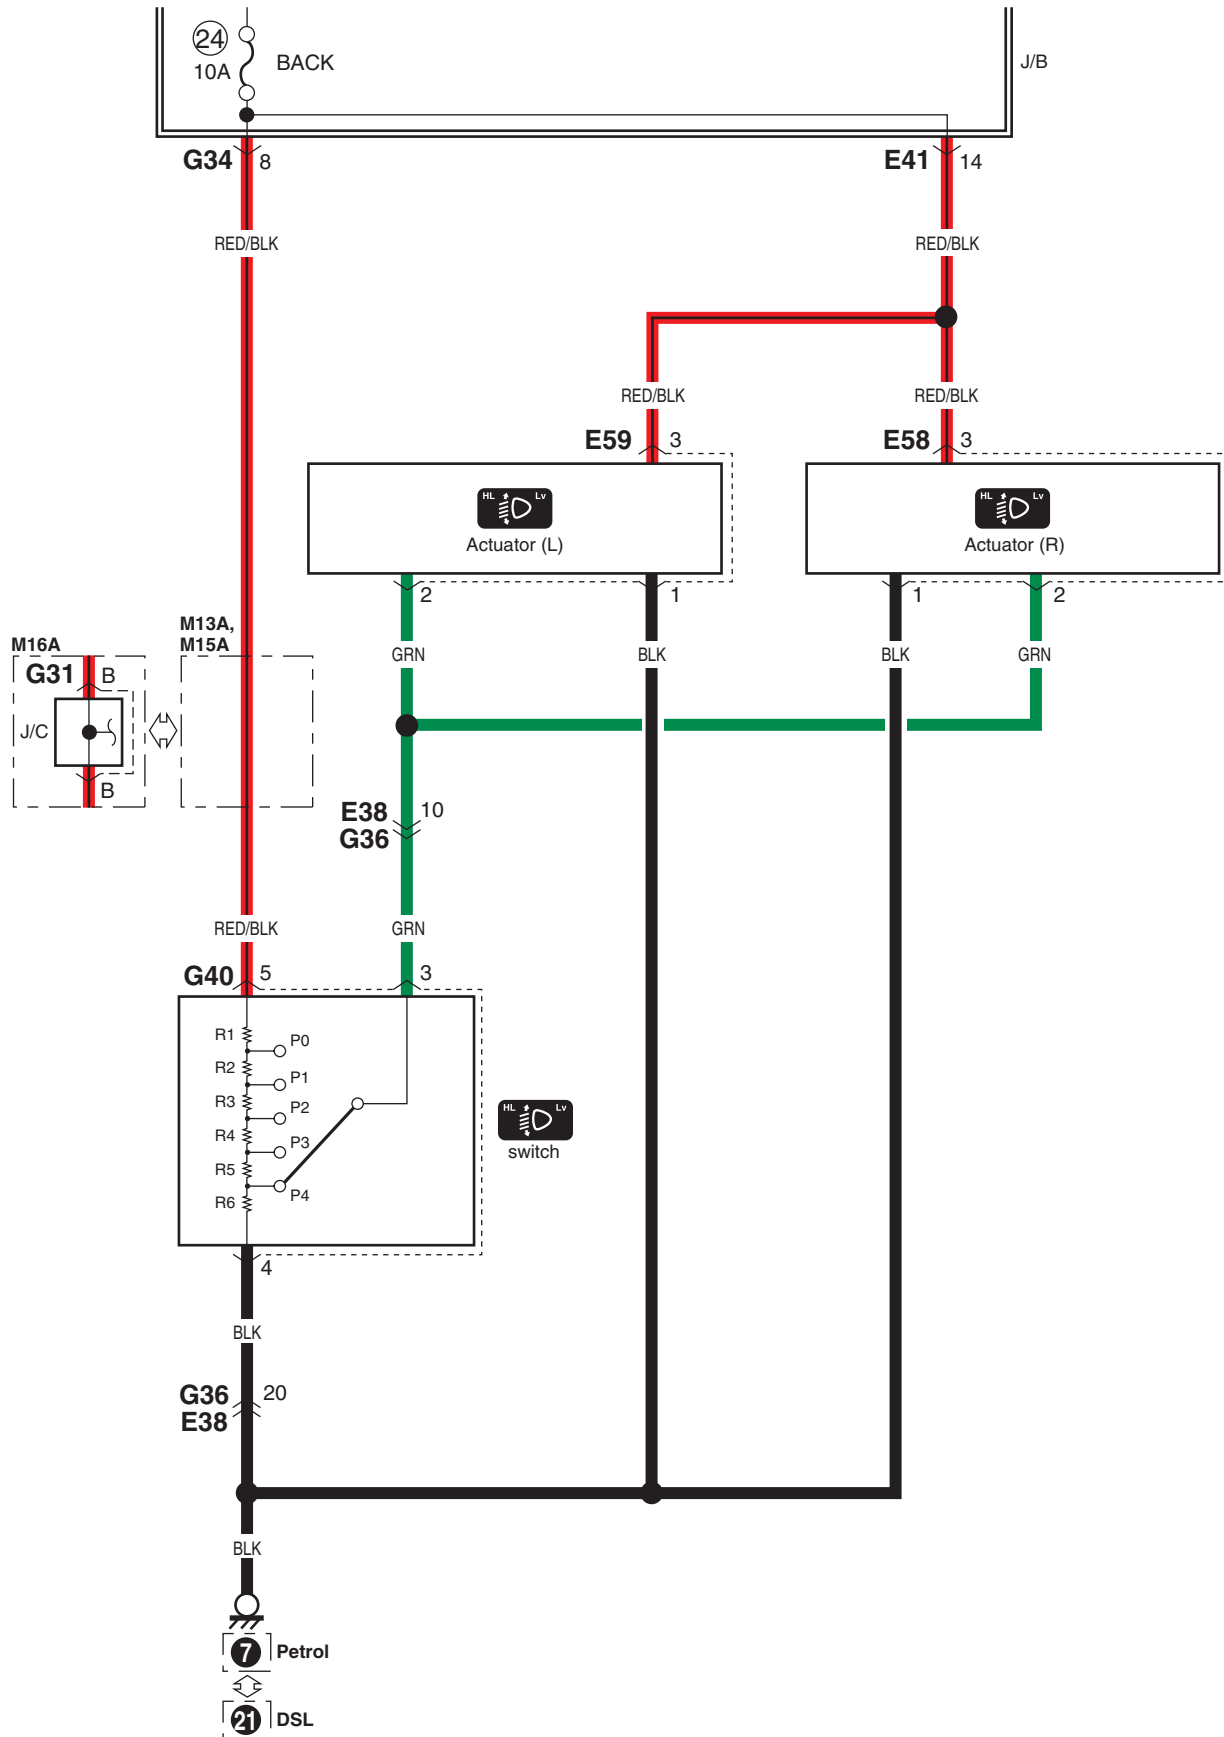 24
10A
BACK
J/B
G34 8
E41 14
RED/BLK
RED/BLK
RED/BLK
RED/BLK
E59 3
E58 3
HL Lv
Actuator (L)
HL Lv
Actuator (R)
2
1
1
2
M16A
M13A,
M15A
GRN
BLK
BLK
GRN
G31 B
J/C
B
E38 10
G36
RED/BLK
GRN
G40 5
3
R1
P0
R2
P1
R3
P2
R4
P3
R5
P4
R6
HL Lv
switch
4
BLK
G36 20
E38
BLK
7 Petrol
21 DSL